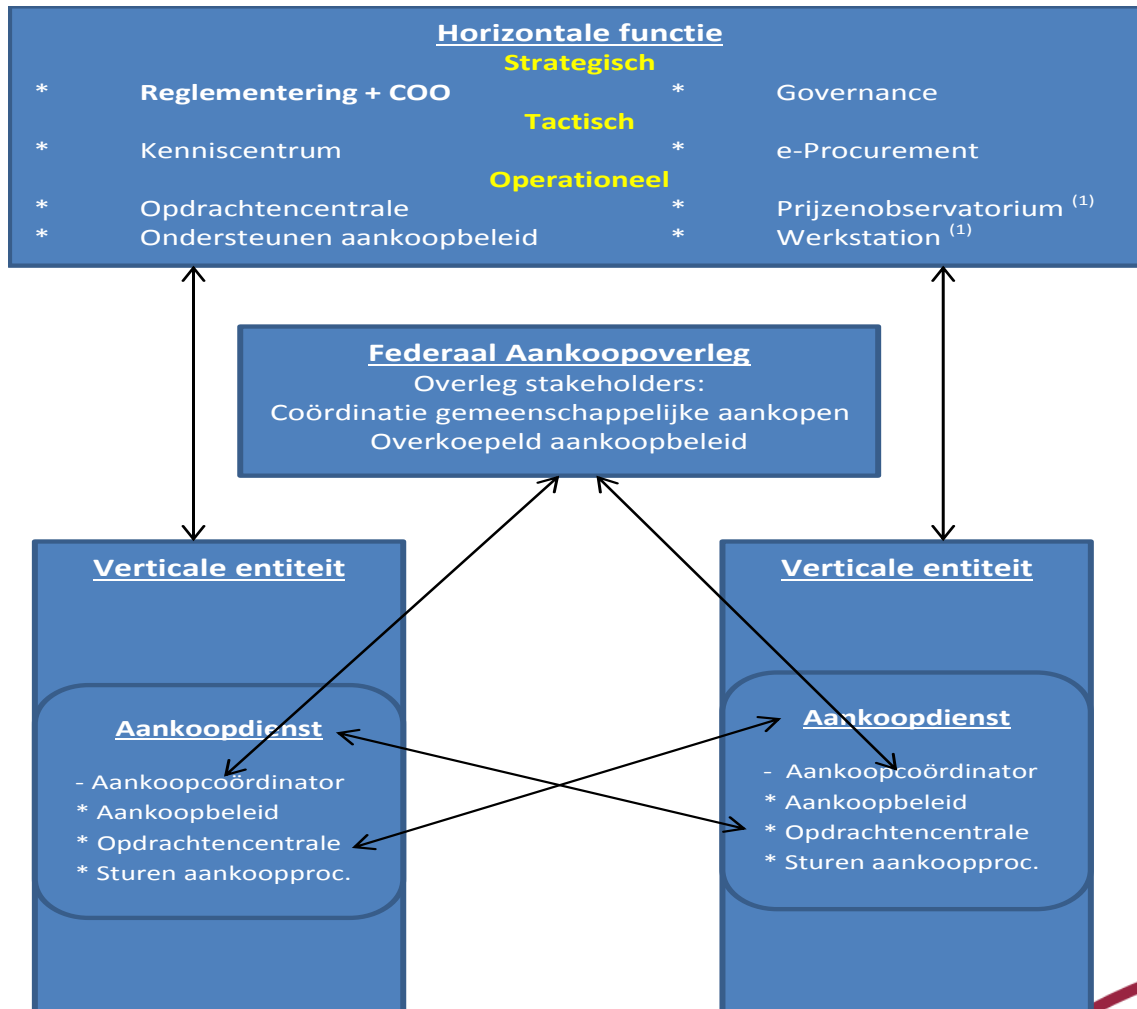 Horizontale functie
Strategisch
* Reglementering + COO * Governance
Tactisch
* Kenniscentrum * e-Procurement
Operationeel
* Opdrachtencentrale * Prijzenobservatorium (1)
* Ondersteunen aankoopbeleid * Werkstation (1)
Federaal Aankoopoverleg
Overleg stakeholders:
Coördinatie gemeenschappelijke aankopen
Overkoepeld aankoopbeleid
Verticale entiteit
Aankoopdienst
- Aankoopcoördinator
* Aankoopbeleid
* Opdrachtencentrale
* Sturen aankoopproc.
Verticale entiteit
Aankoopdienst
- Aankoopcoördinator
* Aankoopbeleid
* Opdrachtencentrale
* Sturen aankoopproc.